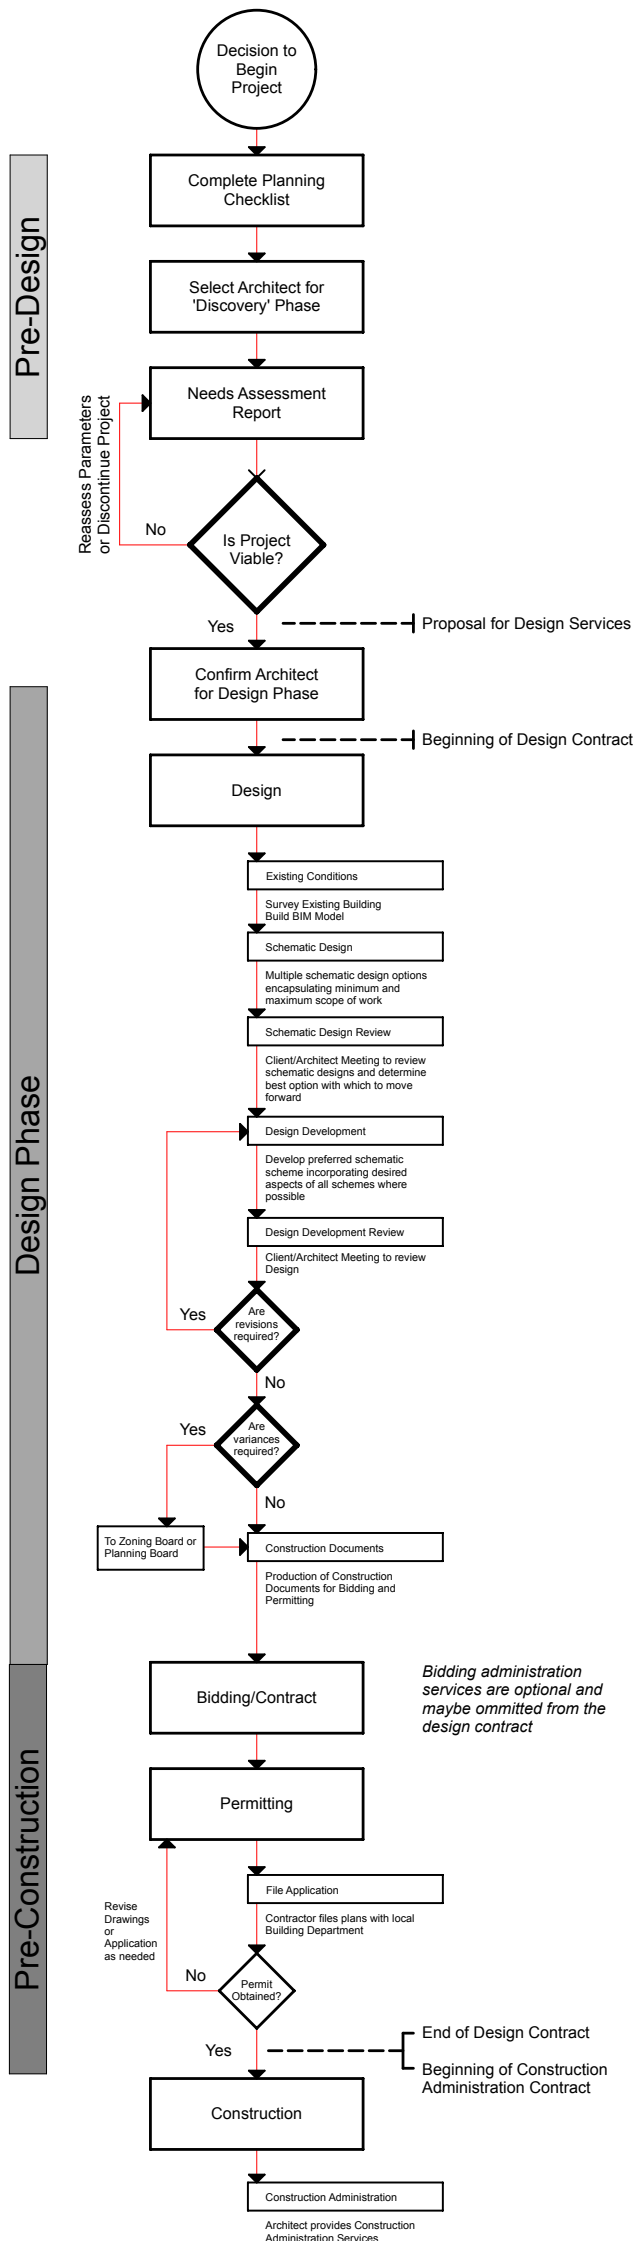 Decision to
Begin
Project
Pre-Design
Complete Planning
Checklist
Select Architect for
'Discovery' Phase
Needs Assessment
Report
Reassess Parameters
or Discontinue Project
No
Is Project
Viable?
Yes
Proposal for Design Services
Confirm Architect
for Design Phase
Beginning of Design Contract
Design Phase
Design
Existing Conditions
Survey Existing Building
Build BIM Model
Schematic Design
Multiple schematic design options
encapsulating minimum and
maximum scope of work
Schematic Design Review
Client/Architect Meeting to review
schematic designs and determine
best option with which to move
forward
Design Development
Develop preferred schematic
scheme incorporating desired
aspects of all schemes where
possible
Design Development Review
Client/Architect Meeting to review
Design
Yes
Are
revisions
required?
No
Yes
Are
variances
required?
No
To Zoning Board or
Planning Board
Construction Documents
Production of Construction
Documents for Bidding and
Permitting
Pre-Construction
Bidding/Contract
Bidding administration
services are optional and
maybe ommitted from the
design contract
Permitting
File Application
Contractor files plans with local
Building Department
Revise
Drawings
or
Application
as needed
No
Permit
Obtained?
Yes
End of Design Contract
Beginning of Construction
Administration Contract
Construction
Construction Administration
Architect provides Construction
Administration Services